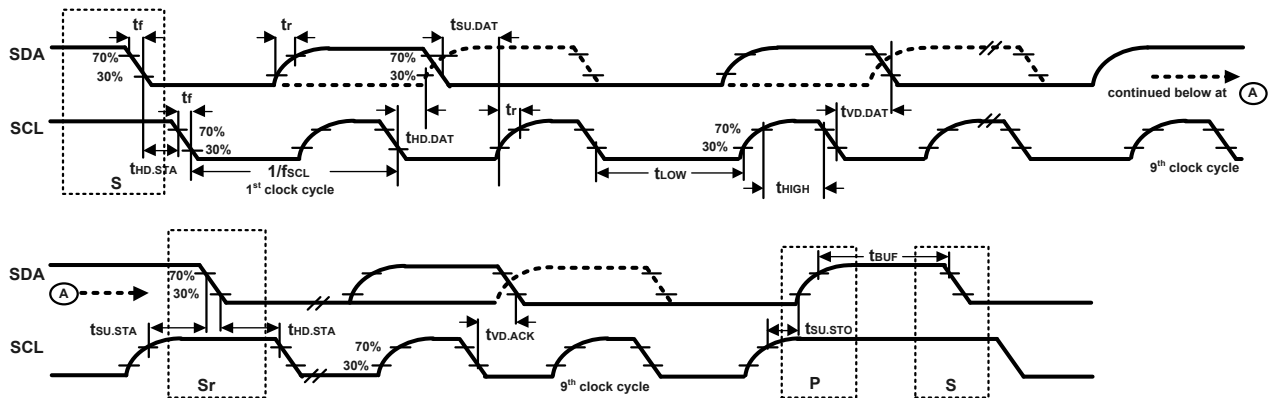 tf
tr
tSU.DAT
SDA
70%
30%
70%
30%
continued below at A
tf
tr
tVD.DAT
SCL
70%
30%
tHD.DAT
70%
30%
tHD.STA
S
1/fSCL
1st clock cycle
tLOW
tHIGH
9th clock cycle
SDA
70%
30%
tBUF
A
tSU.STA
tHD.STA
tVD.ACK
tSU.STO
SCL
70%
30%
Sr
9th clock cycle
P
S